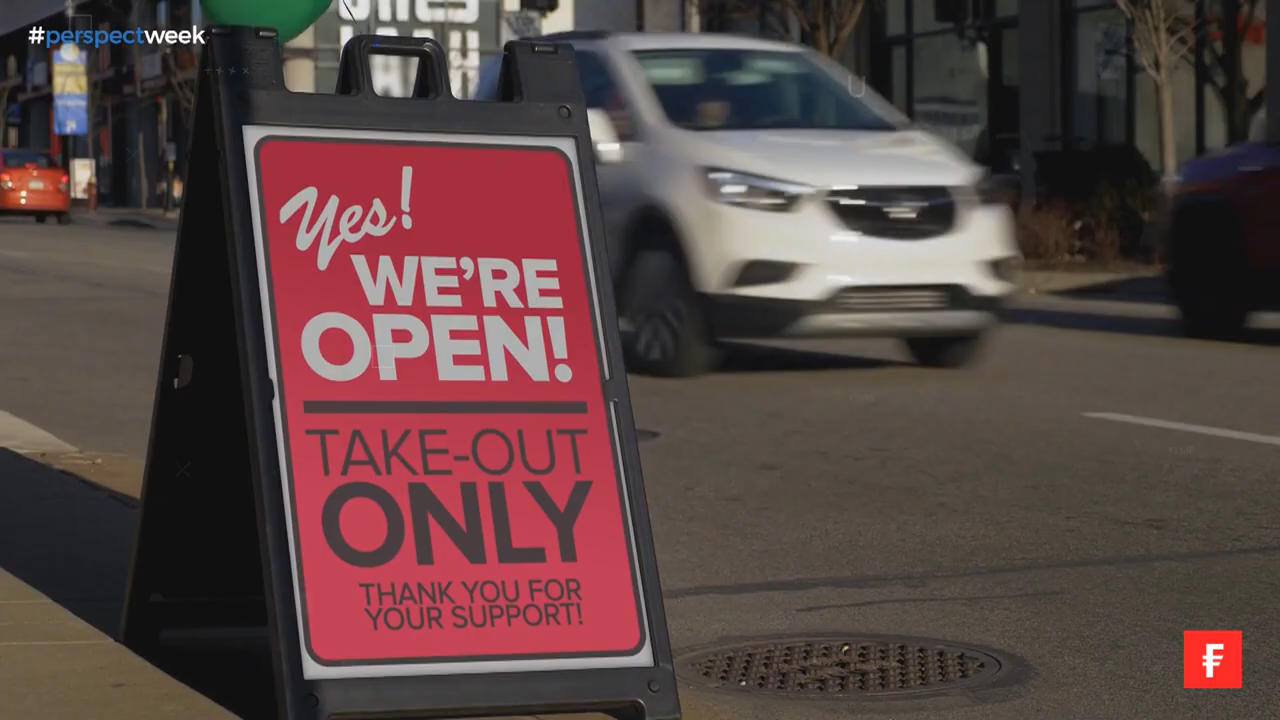 #perspectweek
Yes!
WE'RE
OPEN!
TAKE-OUT
ONLY
THANK YOU FOR
YOUR SUPPORT!